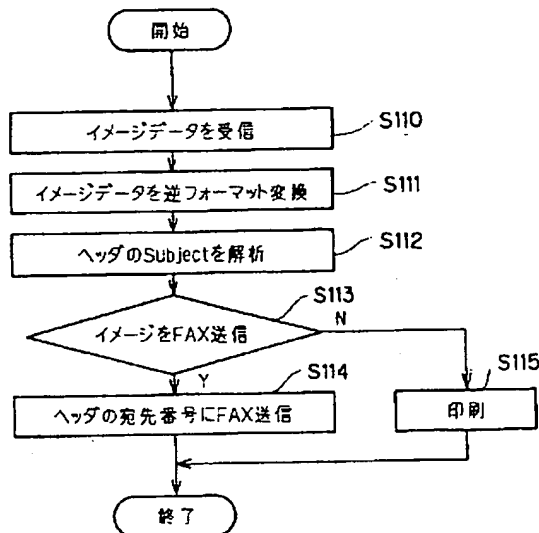 開始
イメージデータを受信
S110
イメージデータを逆フォーマット変換
S111
ヘッダのSubjectを解析
S112
イメージをFAX送信
S113
N
Y
S114
S115
ヘッダの宛先番号にFAX送信
印刷
終了